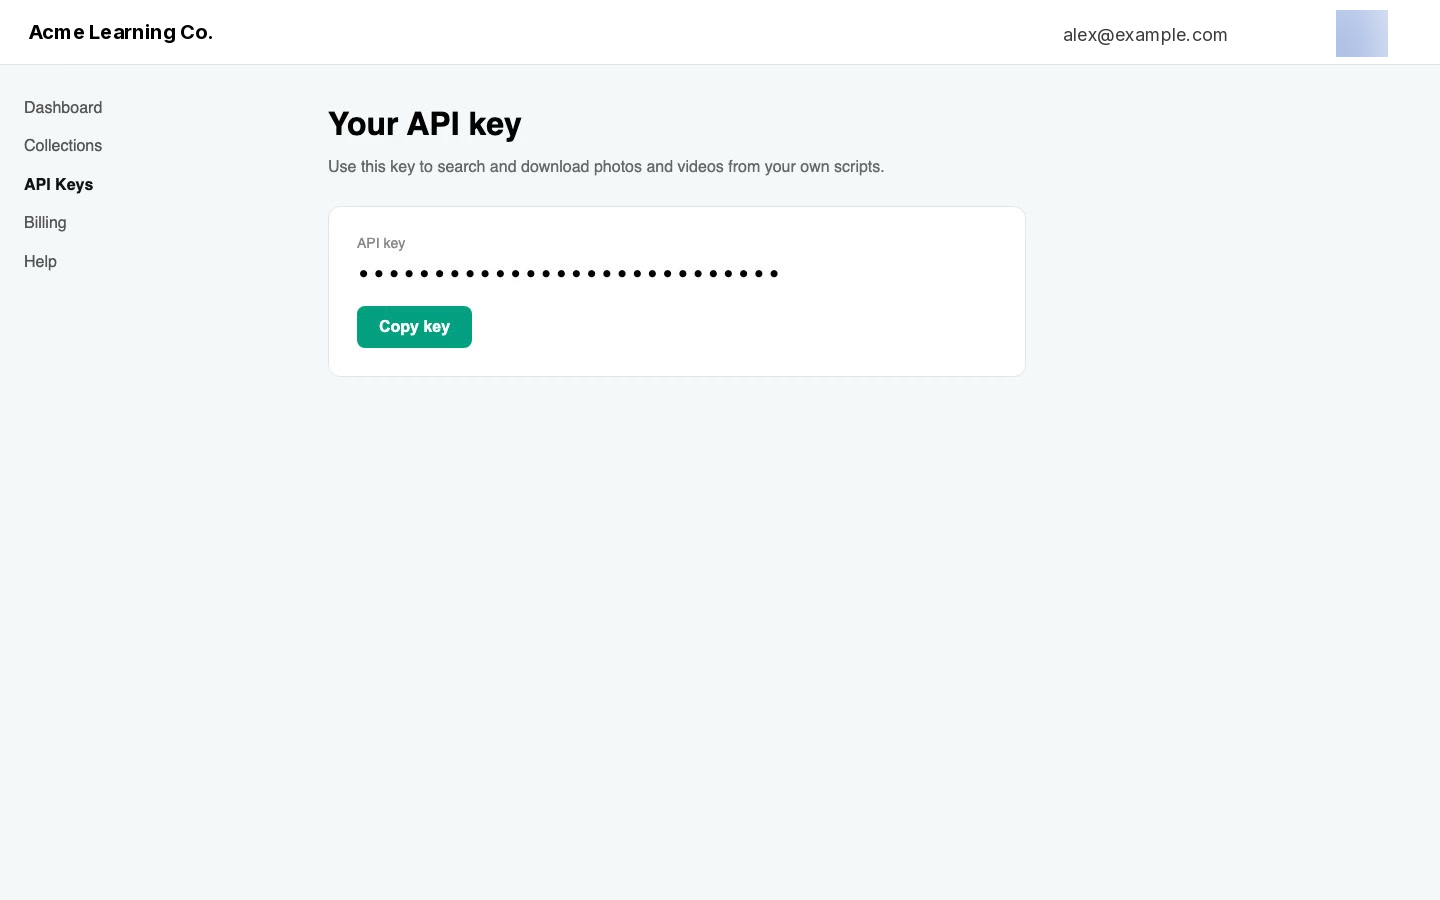 Acme Learning Co.
alex@example.com
Dashboard
Collections
API Keys
Billing
Help
Your API key
Use this key to search and download photos and videos from your own scripts.
API key
••••••••••••••••••••••••••••
Copy key